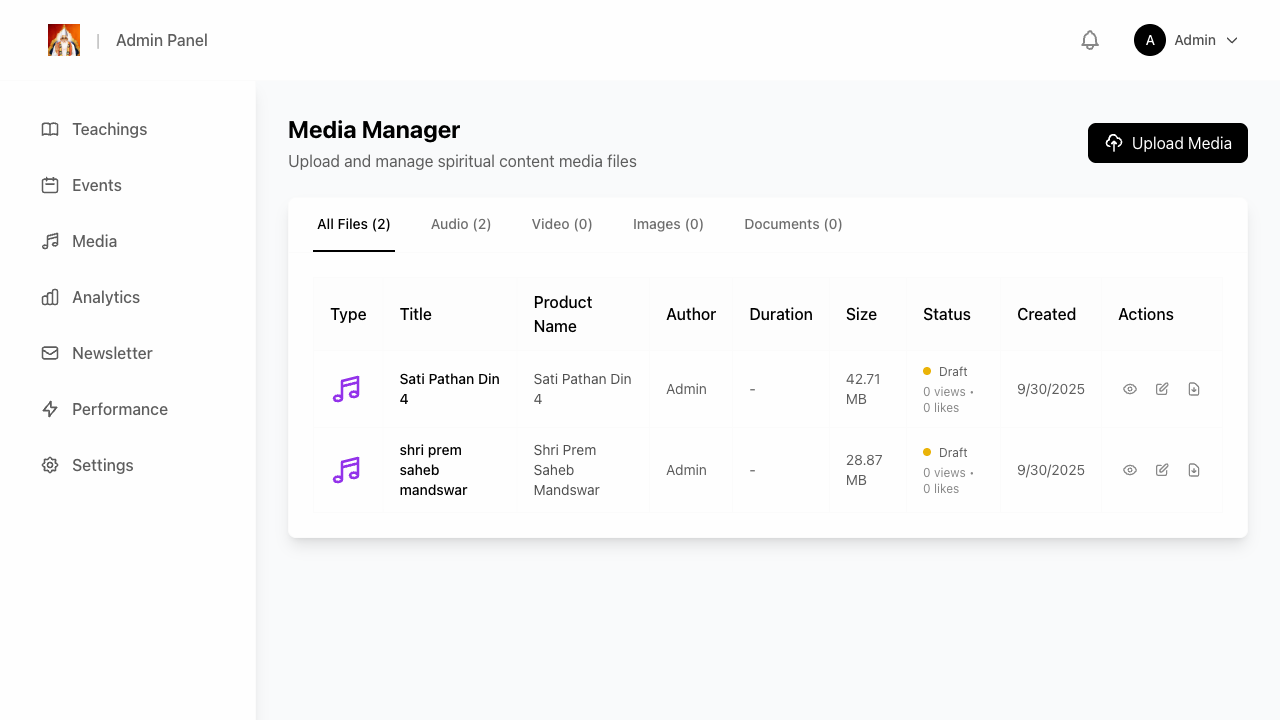 | Admin Panel
A Admin
Teachings
Events
Media
Analytics
Newsletter
Performance
Settings
Media Manager
Upload and manage spiritual content media files
Upload Media
All Files (2) Audio (2) Video (0) Images (0) Documents (0)
Type Title Product Name Author Duration Size Status Created Actions
Sati Pathan Din
4
Sati Pathan Din
4
Admin
-
42.71
MB
Draft
0 views •
0 likes
9/30/2025
shri prem
saheb
mandswar
Shri Prem
Saheb
Mandswar
Admin
-
28.87
MB
Draft
0 views •
0 likes
9/30/2025